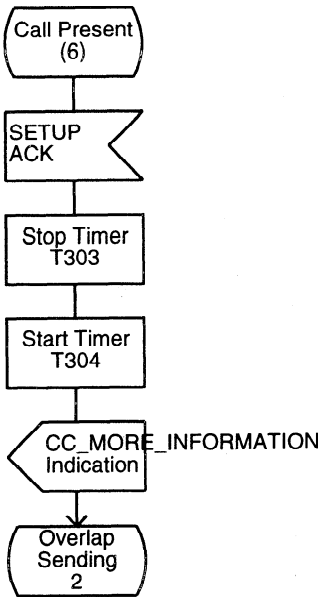 Call Present
(6)
SETUP
ACK
Stop Timer
T303
Start Timer
T304
CC_MORE_INFORMATION
Indication
Overlap
Sending
2